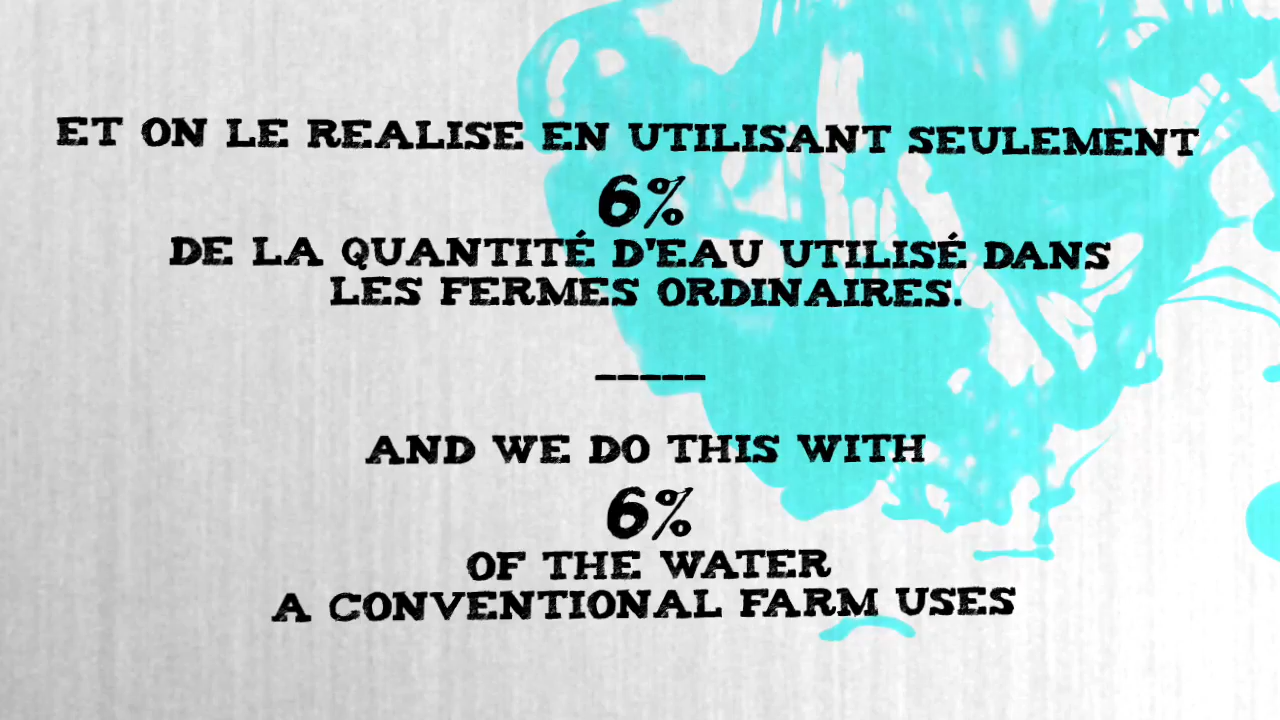 ET ON LE REALISE EN UTILISANT SEULEMENT
6%
DE LA QUANTITÉ D'EAU UTILISÉ DANS
LES FERMES ORDINAIRES.
-----
AND WE DO THIS WITH
6%
OF THE WATER
A CONVENTIONAL FARM USES